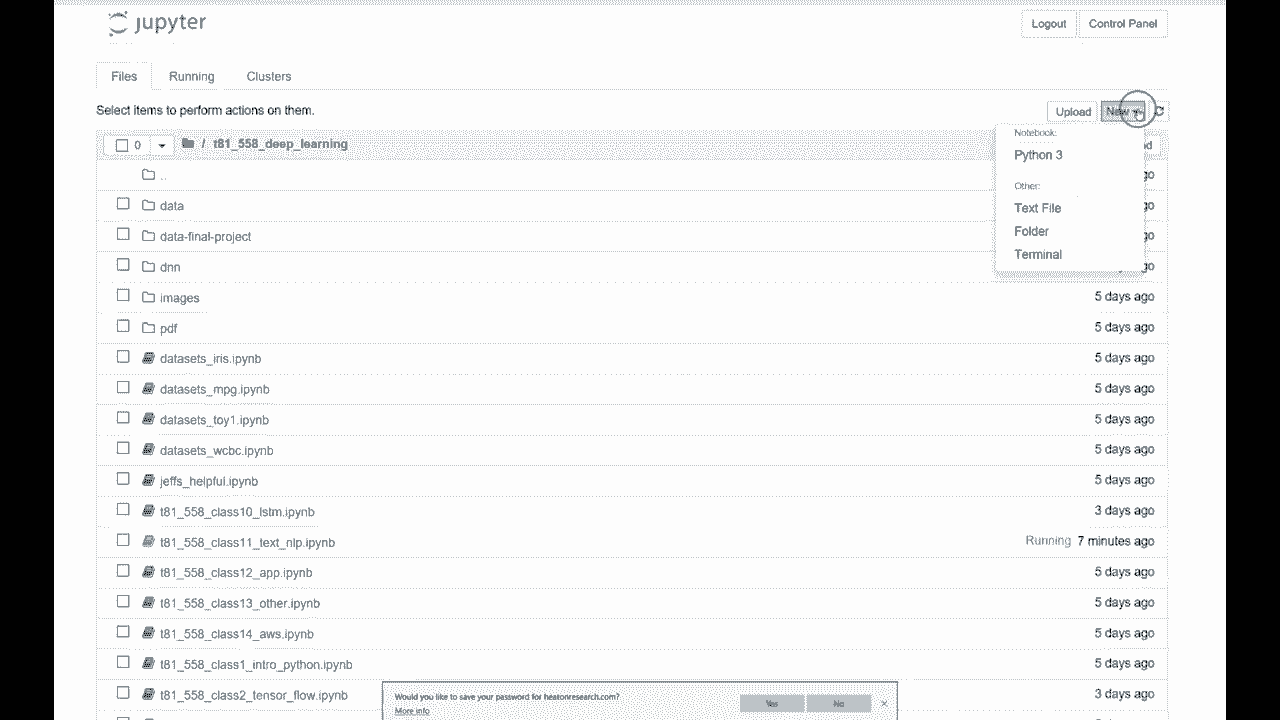 jupyter
Logout Control Panel
Files Running Clusters
Select items to perform actions on them.
Upload New
0 / t81_558_deep_learning
Notebook:
Python 3
Other:
Text File
Folder
Terminal
..
data
data-final-project
dnn
images 5 days ago
pdf 5 days ago
datasets_iris.ipynb 5 days ago
datasets_mpg.ipynb 5 days ago
datasets_toy1.ipynb 5 days ago
datasets_wcbc.ipynb 5 days ago
jeffs_helpful.ipynb 5 days ago
t81_558_class10_lstm.ipynb 3 days ago
t81_558_class11_text_nlp.ipynb Running 7 minutes ago
t81_558_class12_app.ipynb 5 days ago
t81_558_class13_other.ipynb 5 days ago
t81_558_class14_aws.ipynb 5 days ago
t81_558_class1_intro_python.ipynb 5 days ago
t81_558_class2_tensor_flow.ipynb 3 days ago
Would you like to save your password for heatonresearch.com? Yes No
More info